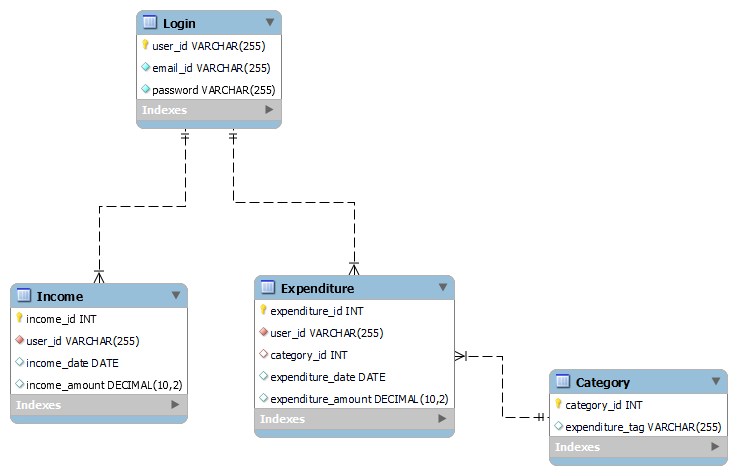 Login
user_id VARCHAR(255)
email_id VARCHAR(255)
password VARCHAR(255)
Indexes
Income
income_id INT
user_id VARCHAR(255)
income_date DATE
income_amount DECIMAL(10,2)
Indexes
Expenditure
expenditure_id INT
user_id VARCHAR(255)
category_id INT
expenditure_date DATE
expenditure_amount DECIMAL(10,2)
Indexes
Category
category_id INT
expenditure_tag VARCHAR(255)
Indexes